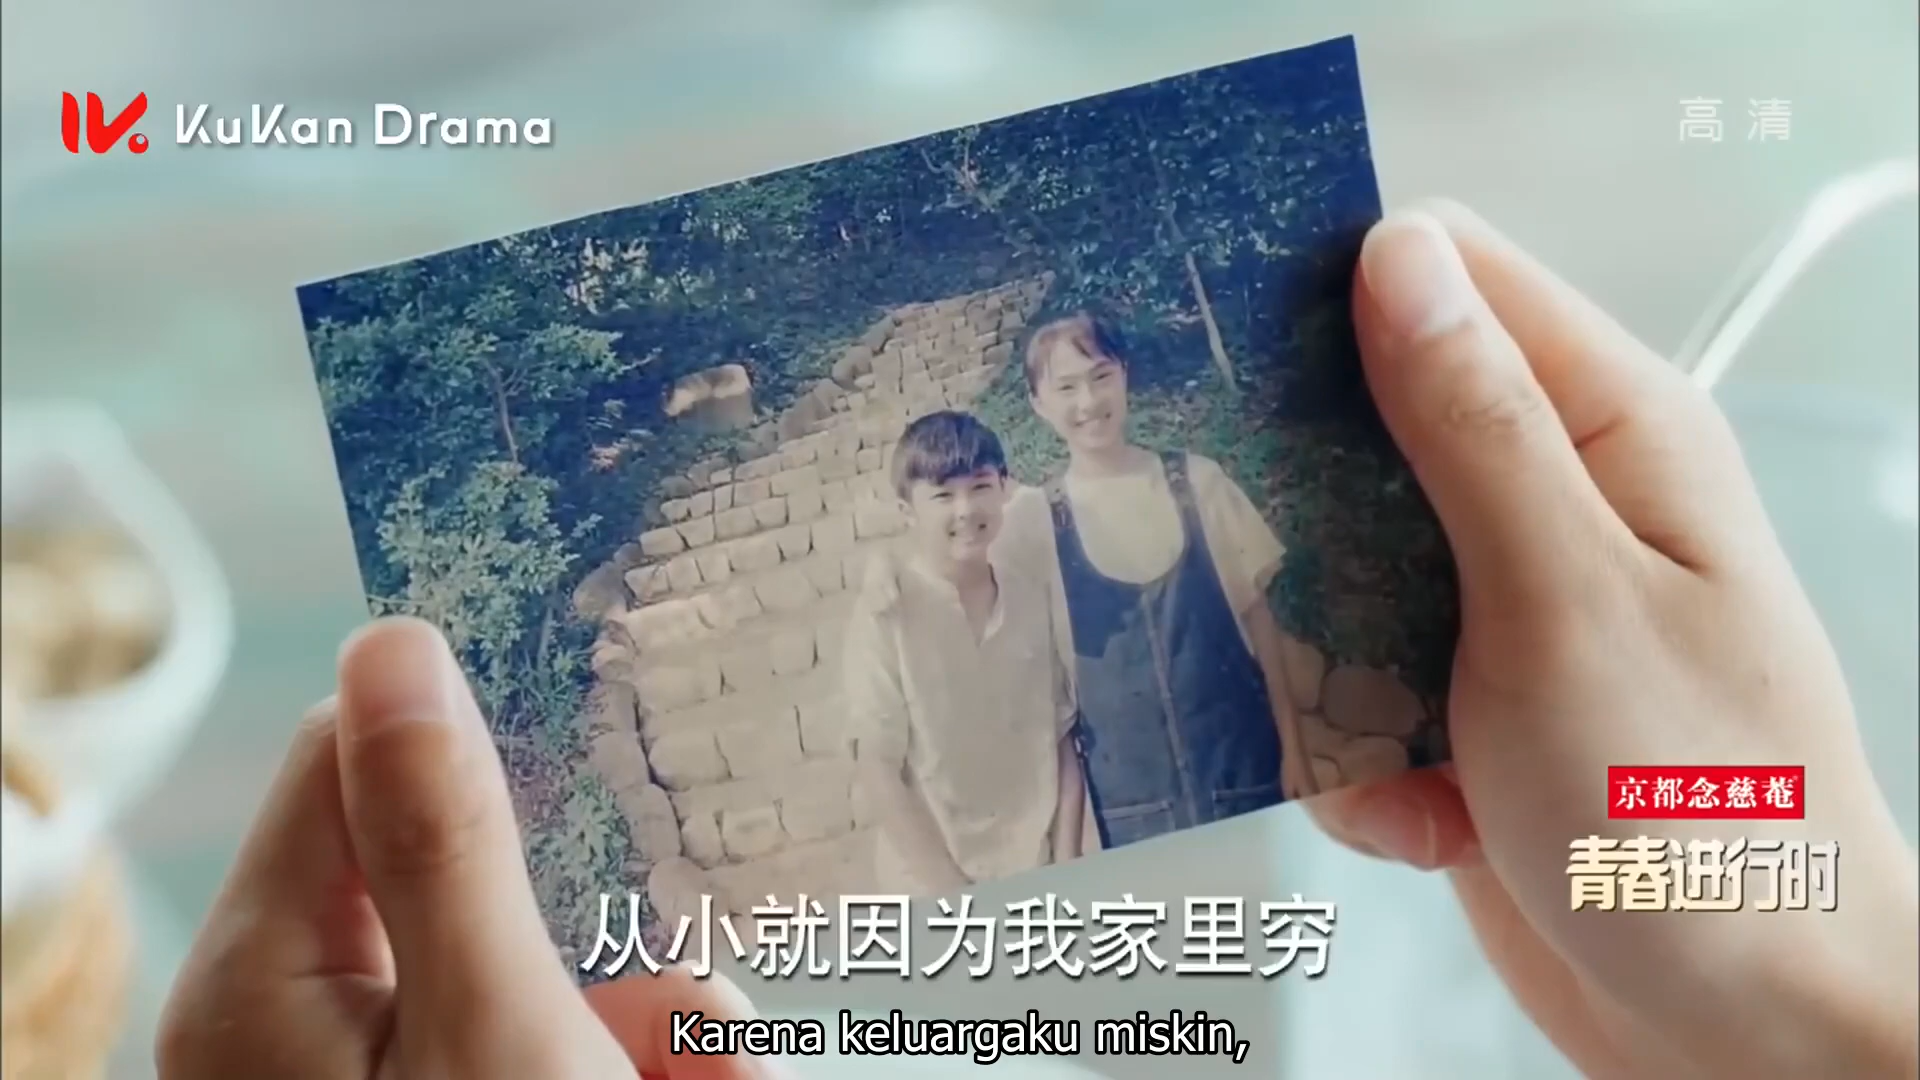 KuKan Drama
高清
京都念慈菴
青春进行时
从小就因为我家里穷
Karena keluargaku miskin,